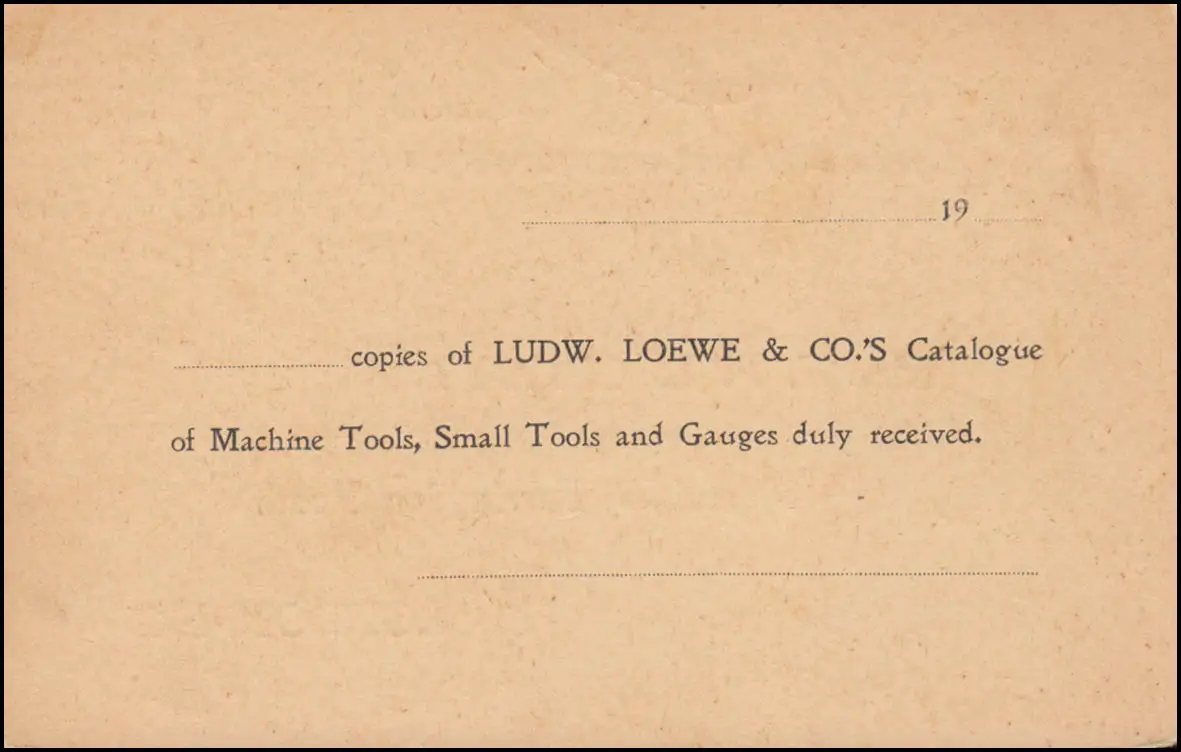 19
copies of LUDW. LOEWE & CO.'S Catalogue
of Machine Tools, Small Tools and Gauges duly received.